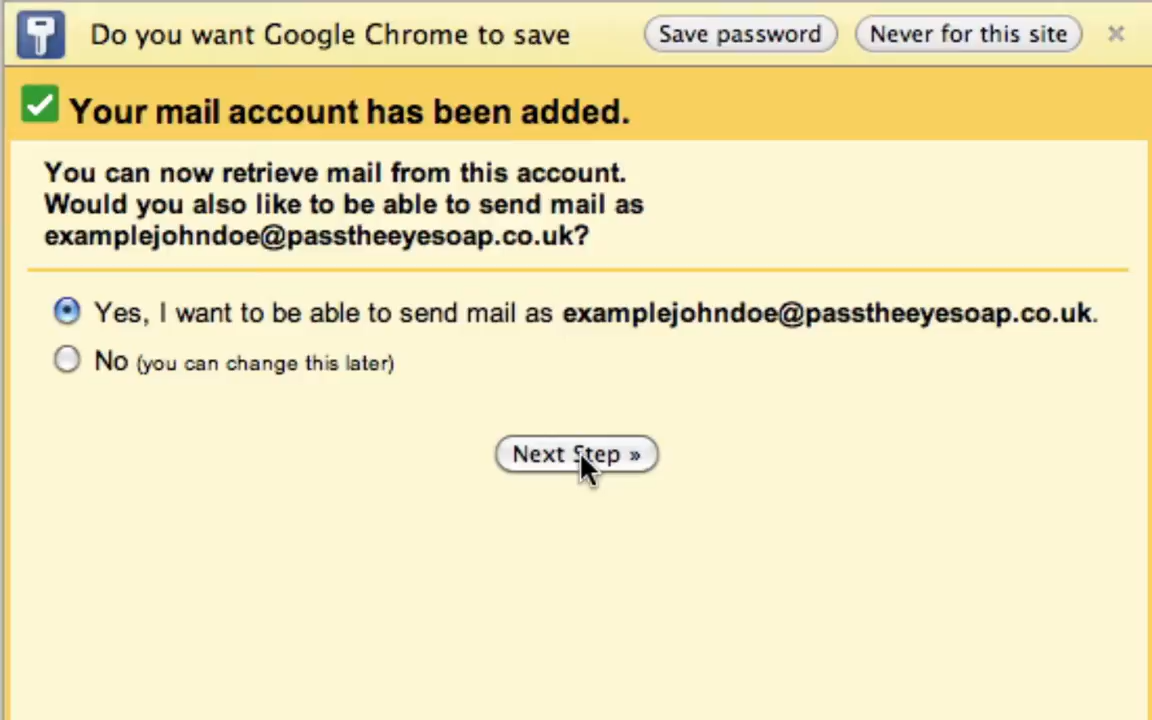 Do you want Google Chrome to save
Save password
Never for this site
Your mail account has been added.
You can now retrieve mail from this account.
Would you also like to be able to send mail as
examplejohndoe@passtheeyesoap.co.uk?
Yes, I want to be able to send mail as examplejohndoe@passtheeyesoap.co.uk.
No (you can change this later)
Next Step »